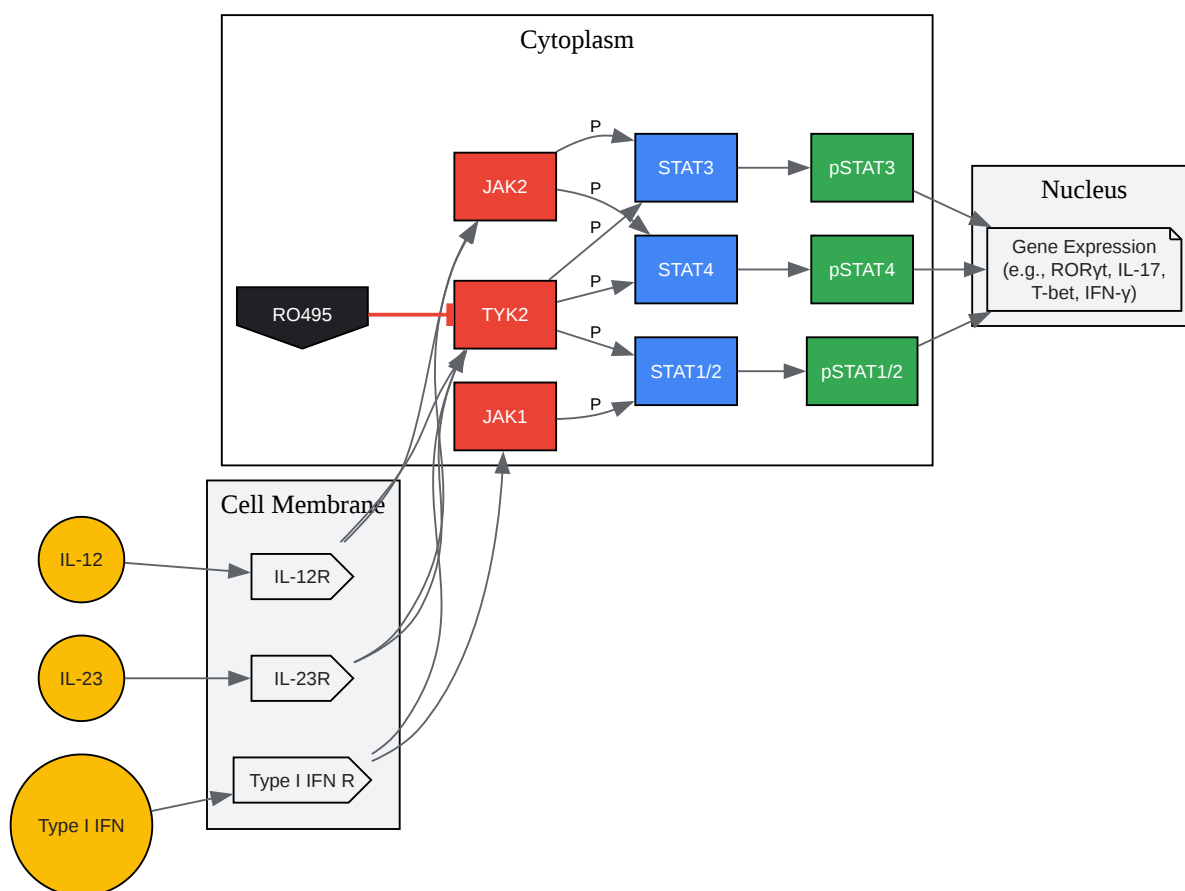 Cytoplasm
P
STAT3
pSTAT3
JAK2
P
Nucleus
P
Gene Expression
(e.g., RORγt, IL-17,
T-bet, IFN-γ)
STAT4
pSTAT4
P
RO495
TYK2
P
STAT1/2
pSTAT1/2
P
JAK1
Cell Membrane
IL-12
IL-12R
IL-23
IL-23R
Type I IFN R
Type I IFN